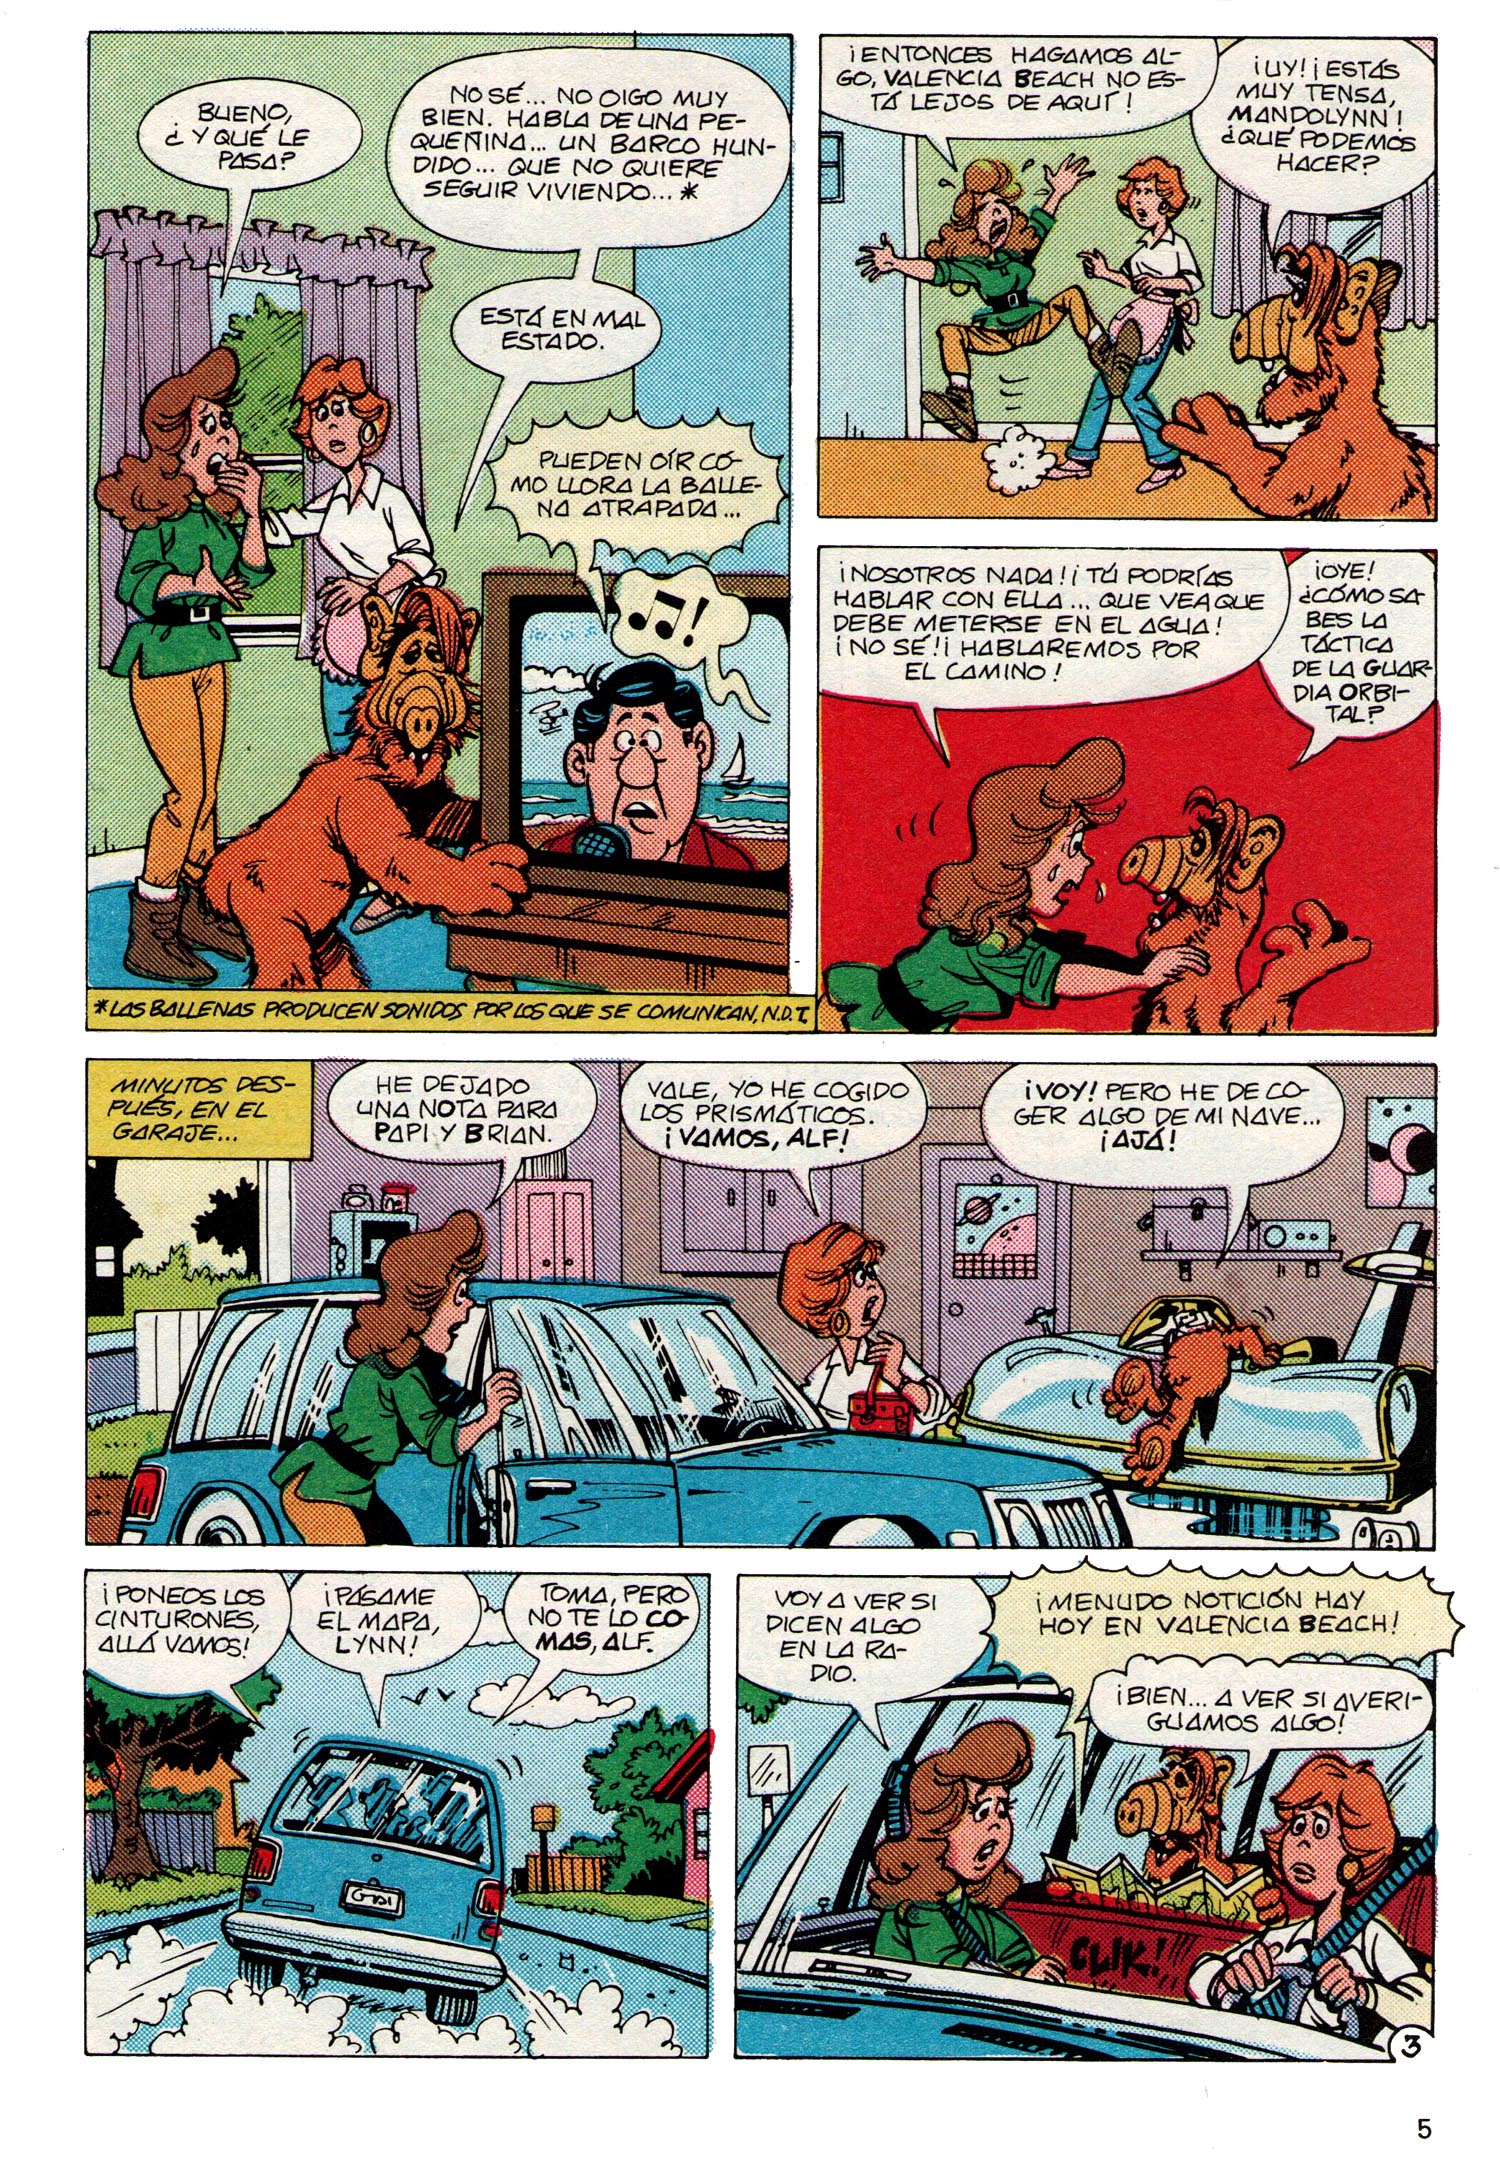 BUENO,
¿Y QUÉ LE
PASA?
NO SÉ... NO OIGO MUY
BIEN. HABLA DE UNA PE-
QUEÑINA... UN BARCO HUN-
DIDO... QUE NO QUIERE
SEGUIR VIVIENDO...*
ESTÁ EN MAL
ESTADO.
PUEDEN OÍR CÓ-
MO LLORA LA BALLE-
NA ATRAPADA...
!
*LAS BALLENAS PRODUCEN SONIDOS POR LOS QUE SE COMUNICAN, N.D.T.
¡ENTONCES HAGAMOS AL-
GO, VALENCIA BEACH NO ES-
TÁ LEJOS DE AQUÍ!
¡UY! ¡ESTÁS
MUY TENSA,
MANDOLYNN!
¿QUÉ PODEMOS
HACER?
¡NOSOTROS NADA! ¡TÚ PODRÍAS
HABLAR CON ELLA... QUE VEA QUE
DEBE METERSE EN EL AGUA!
¡NO SÉ! ¡HABLAREMOS POR
EL CAMINO!
¡OYE!
¿CÓMO SA-
BES LA
TÁCTICA
DE LA GUAR-
DIA ORBI-
TAL?
MINUTOS DES-
PUÉS, EN EL
GARAJE...
HE DEJADO
UNA NOTA PARA
PAPI Y BRIAN.
VALE, YO HE COGIDO
LOS PRISMÁTICOS.
¡VAMOS, ALF!
¡VOY! PERO HE DE CO-
GER ALGO DE MI NAVE...
¡AJÁ!
¡PONEOS LOS
CINTURONES,
ALLÁ VAMOS!
¡PÁSAME
EL MAPA,
LYNN!
TOMA, PERO
NO TE LO CO-
MAS, ALF.
VOY A VER SI
DICEN ALGO
EN LA RA-
DIO.
¡MENUDO NOTICIÓN HAY
HOY EN VALENCIA BEACH!
¡BIEN... A VER SI AVERI-
GUAMOS ALGO!
CLIK!
3
5